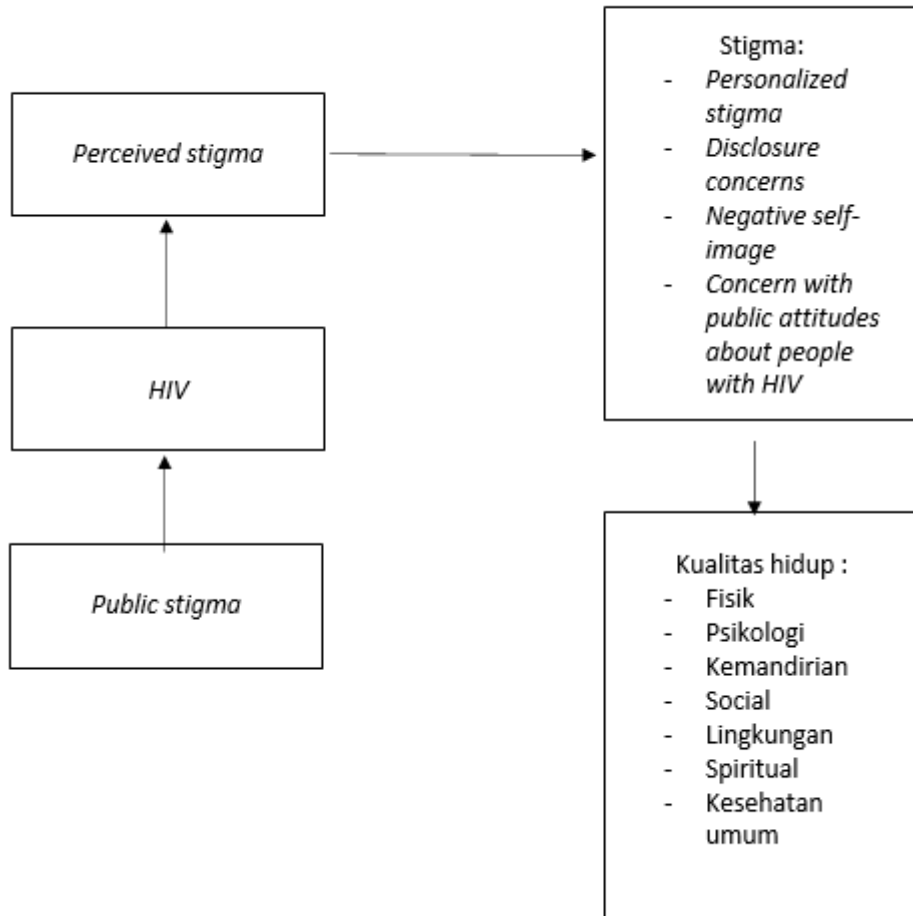 Perceived stigma
HIV
Public stigma
Stigma:
- Personalized
stigma
- Disclosure
concerns
- Negative self-
image
- Concern with
public attitudes
about people
with HIV
Kualitas hidup :
- Fisik
- Psikologi
- Kemandirian
- Social
- Lingkungan
- Spiritual
- Kesehatan
umum